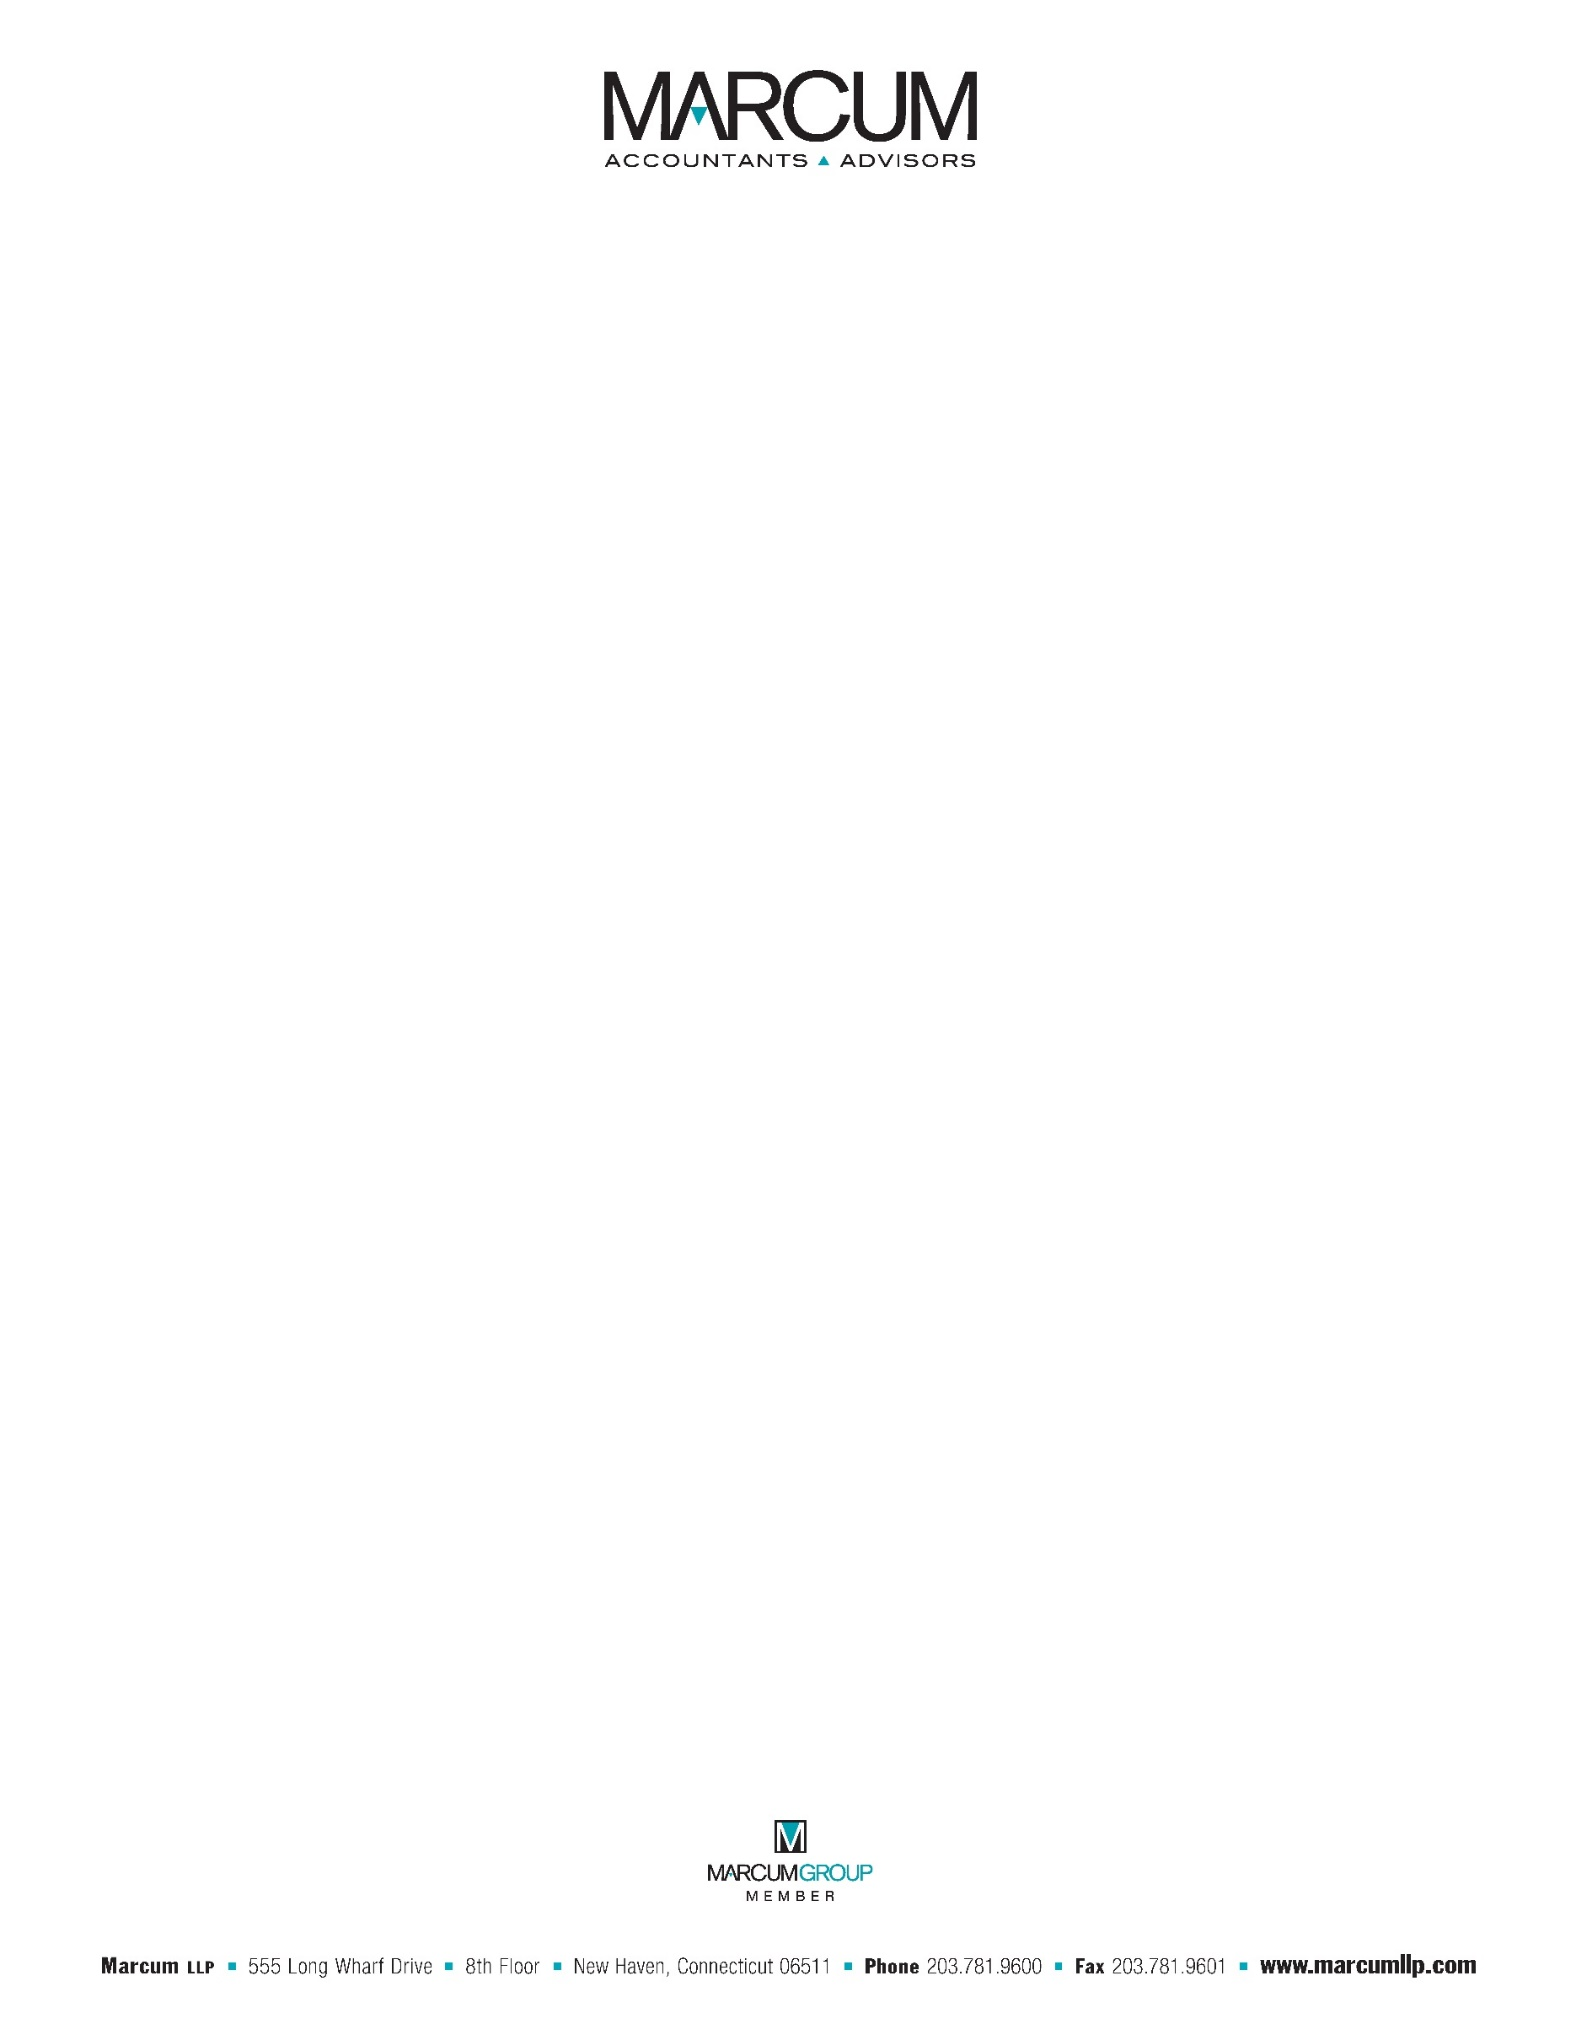 MARCUM
ACCOUNTANTS ▲ ADVISORS
M
MARCUMGROUP
MEMBER
Marcum LLP ▪ 555 Long Wharf Drive ▪ 8th Floor ▪ New Haven, Connecticut 06511 ▪ Phone 203.781.9600 ▪ Fax 203.781.9601 ▪ www.marcumllp.com